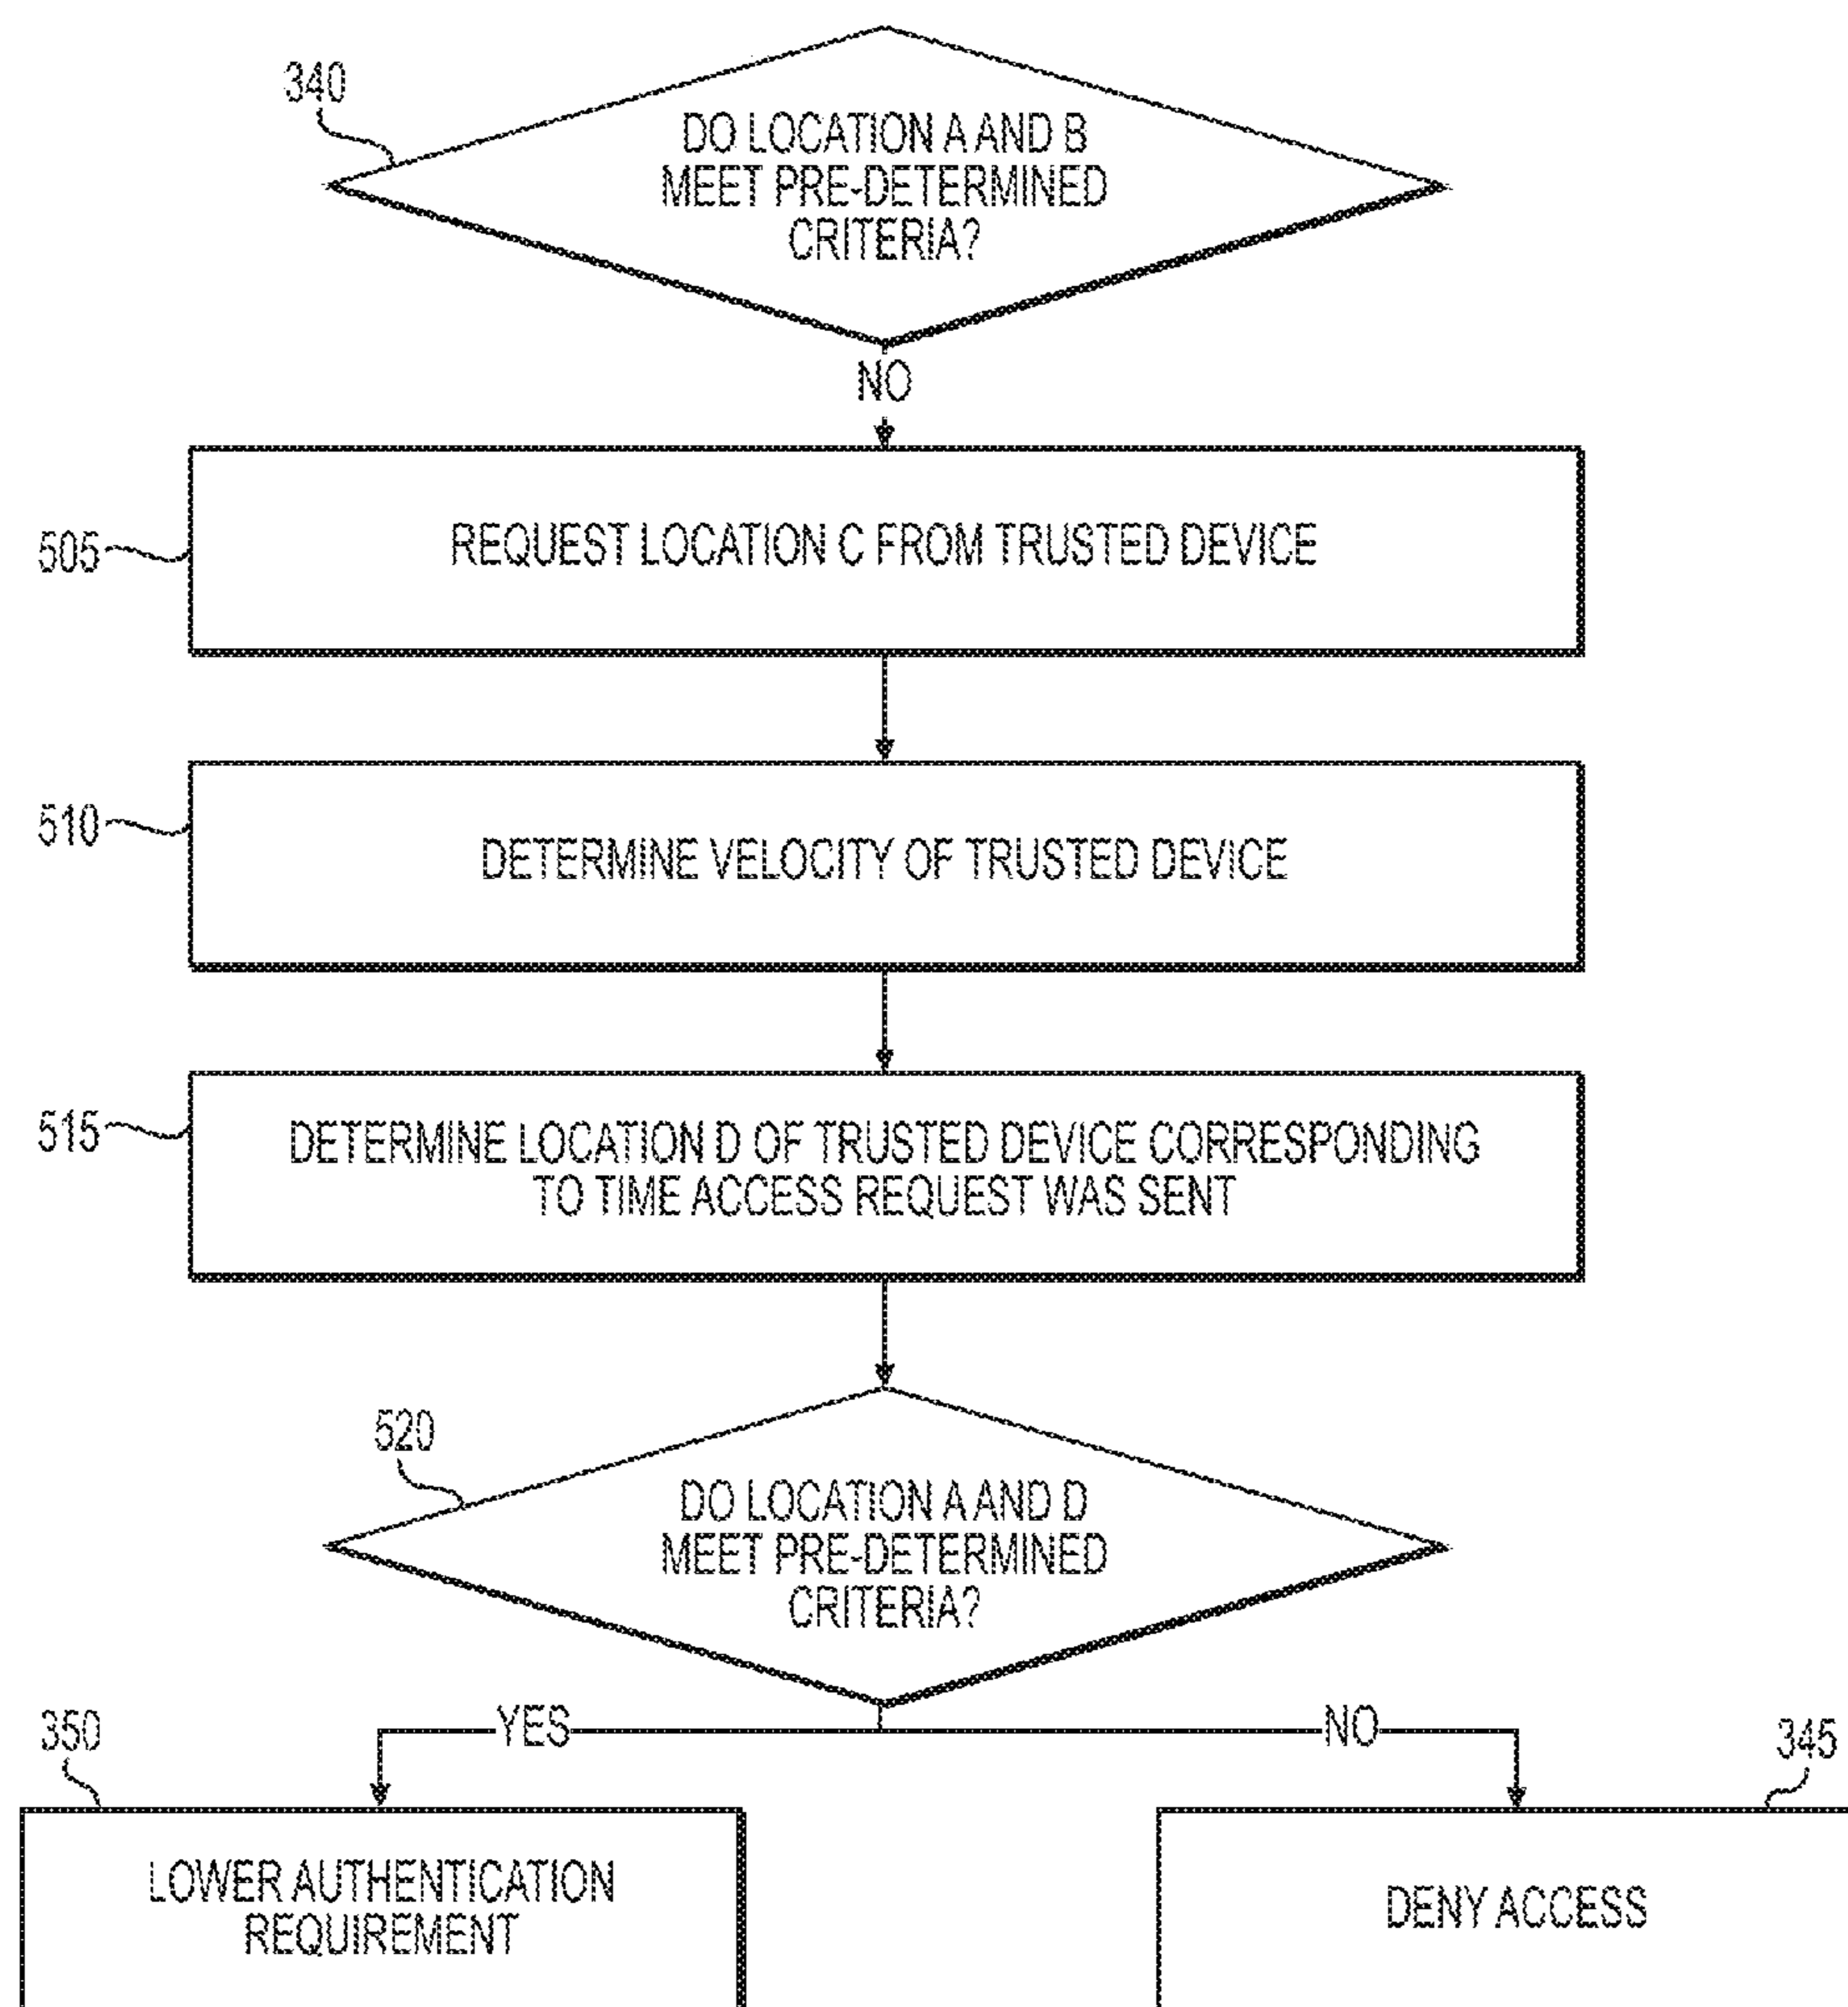 340
DO LOCATION A AND B
MEET PRE-DETERMINED
CRITERIA?
NO
505
REQUEST LOCATION C FROM TRUSTED DEVICE
510
DETERMINE VELOCITY OF TRUSTED DEVICE
515
DETERMINE LOCATION D OF TRUSTED DEVICE CORRESPONDING
TO TIME ACCESS REQUEST WAS SENT
520
DO LOCATION A AND D
MEET PRE-DETERMINED
CRITERIA?
YES
NO
350
345
LOWER AUTHENTICATION
REQUIREMENT
DENY ACCESS